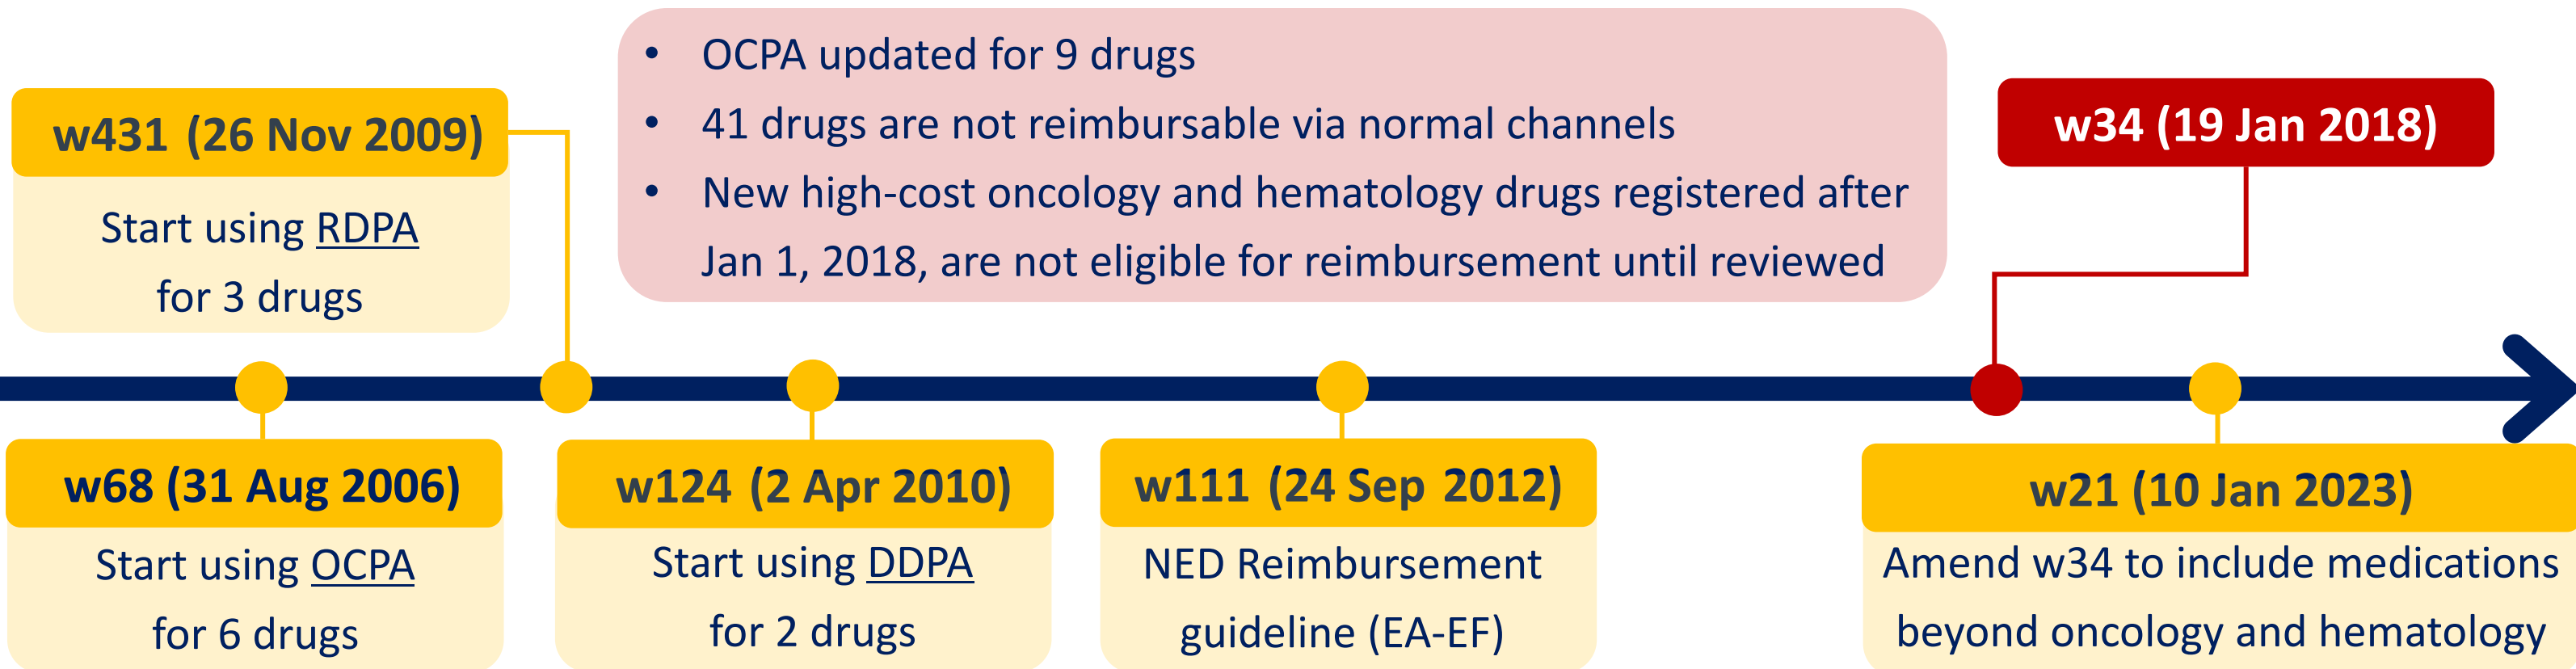 w431 (26 Nov 2009)
Start using RDPA
for 3 drugs
• OCPA updated for 9 drugs
• 41 drugs are not reimbursable via normal channels
• New high-cost oncology and hematology drugs registered after
Jan 1, 2018, are not eligible for reimbursement until reviewed
w34 (19 Jan 2018)
w68 (31 Aug 2006)
Start using OCPA
for 6 drugs
w124 (2 Apr 2010)
Start using DDPA
for 2 drugs
w111 (24 Sep 2012)
NED Reimbursement
guideline (EA-EF)
w21 (10 Jan 2023)
Amend w34 to include medications
beyond oncology and hematology